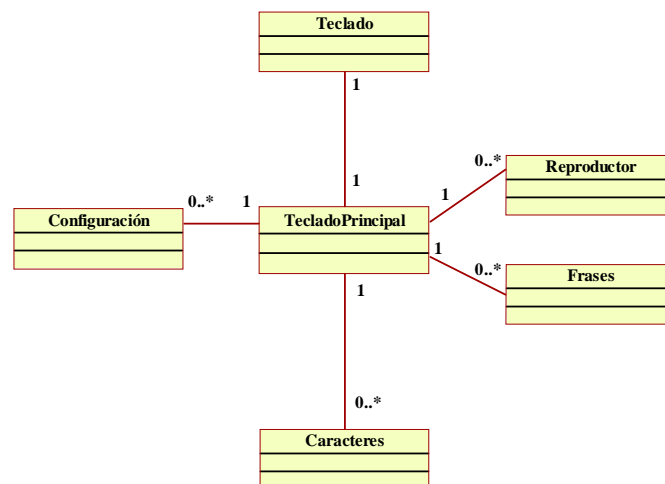 Teclado
1
1
0..*
Reproductor
1
0..*
1
Configuración
TecladoPrincipal
1
0..*
Frases
1
0..*
Caracteres